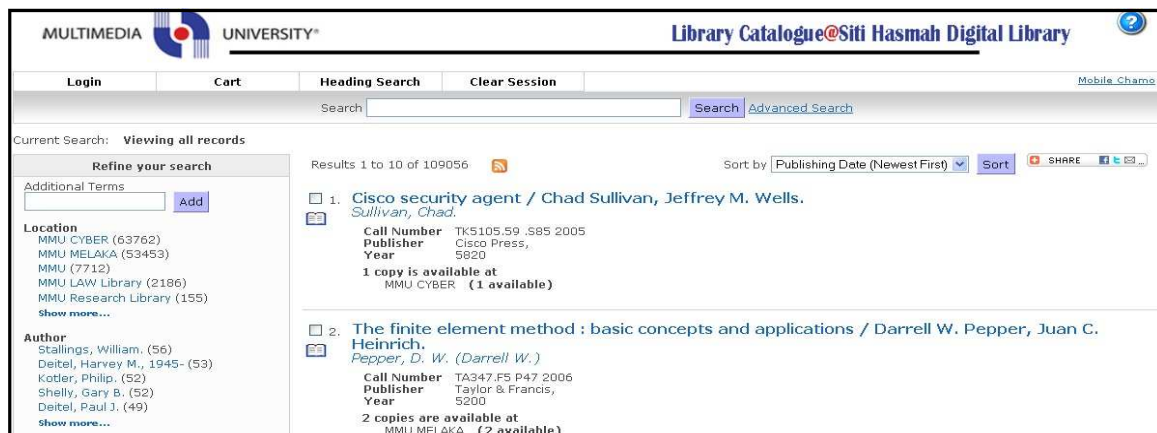 MULTIMEDIA UNIVERSITY®
Library Catalogue@Siti Hasmah Digital Library
?
Login Cart Heading Search Clear Session Mobile Chamo
Search Search Advanced Search
Current Search: Viewing all records
Refine your search
Additional Terms
Add
Location
MMU CYBER (63762)
MMU MELAKA (53453)
MMU (7712)
MMU LAW Library (2186)
MMU Research Library (155)
Show more...
Author
Stallings, William. (56)
Deitel, Harvey M., 1945- (53)
Kotler, Philip. (52)
Shelly, Gary B. (52)
Deitel, Paul J. (49)
Show more...
Results 1 to 10 of 109056 Sort by Publishing Date (Newest First) Sort SHARE
1. Cisco security agent / Chad Sullivan, Jeffrey M. Wells.
Sullivan, Chad.
Call Number TK5105.59 .S85 2005
Publisher Cisco Press,
Year 5820
1 copy is available at
MMU CYBER (1 available)
2. The finite element method : basic concepts and applications / Darrell W. Pepper, Juan C.
Heinrich.
Pepper, D. W. (Darrell W.)
Call Number TA347.F5 P47 2006
Publisher Taylor & Francis,
Year 5200
2 copies are available at
MMU MELAKA (2 available)